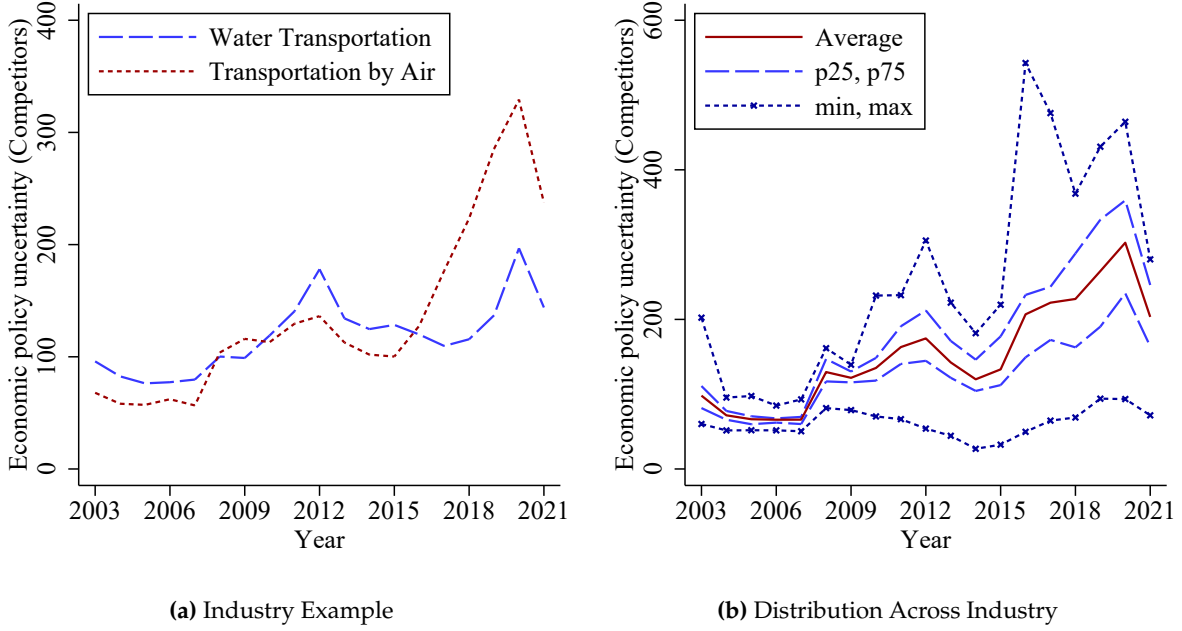 Economic policy uncertainty (Competitors)
400
300
200
100
0
Water Transportation
Transportation by Air
2003 2006 2009 2012 2015 2018 2021
Year
(a) Industry Example
Economic policy uncertainty (Competitors)
600
400
200
0
Average
p25, p75
min, max
2003 2006 2009 2012 2015 2018 2021
Year
(b) Distribution Across Industry